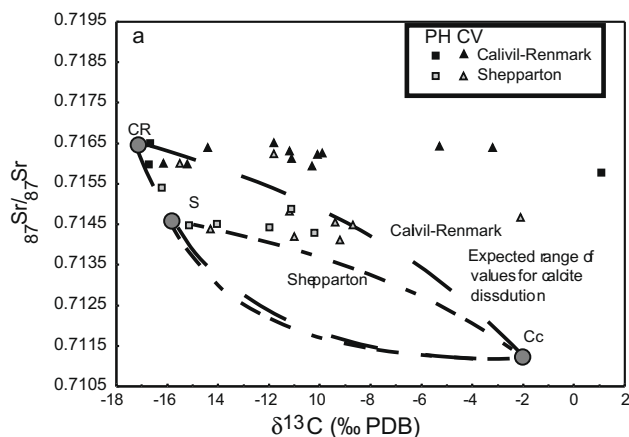 a
PH CV
Calivil-Renmark
Shepparton
0.7195
0.7185
0.7175
0.7165
0.7155
0.7145
0.7135
0.7125
0.7115
0.7105
87Sr/87Sr
CR
S
Calivil-Renmark
Shepparton
Expected range of
values for calcite
dissolution
Cc
-18 -16 -14 -12 -10 -8 -6 -4 -2 0 2
δ13C (‰ PDB)